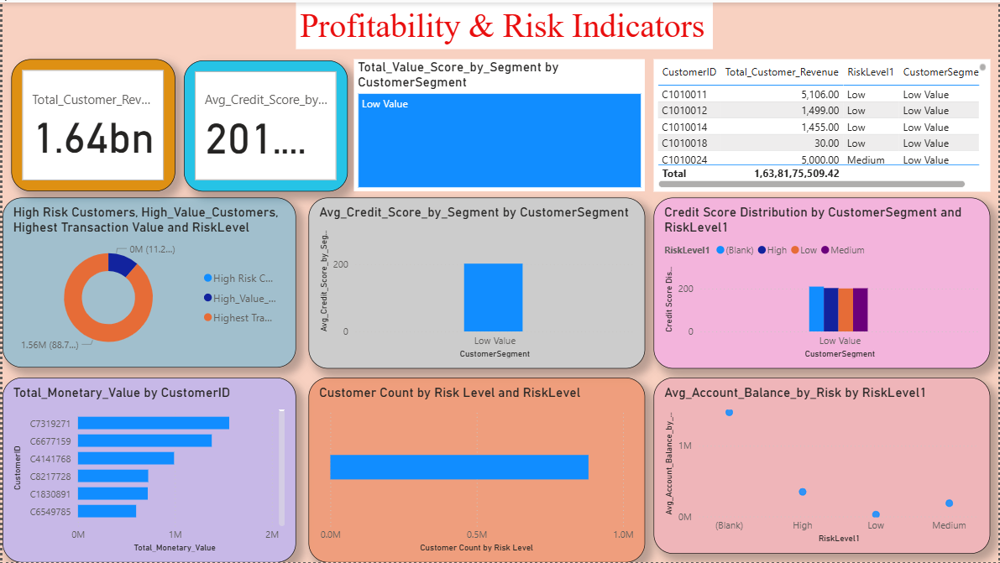 Profitability & Risk Indicators
Total_Customer_Rev...
1.64bn
Avg_Credit_Score_by...
201....
Total_Value_Score_by_Segment by
CustomerSegment
Low Value
CustomerID Total_Customer_Revenue RiskLevel1 CustomerSegme
C1010011 5,106.00 Low Low Value
C1010012 1,499.00 Low Low Value
C1010014 1,455.00 Low Low Value
C1010018 30.00 Low Low Value
C1010024 5,000.00 Medium Low Value
Total 1,63,81,75,509.42
High Risk Customers, High_Value_Customers,
Highest Transaction Value and RiskLevel
0M (11.2...)
High Risk C...
High_Value_...
Highest Tra...
1.56M (88.7...)
Avg_Credit_Score_by_Segment by CustomerSegment
Avg_Credit_Score_by_Seg...
200
0
Low Value
CustomerSegment
Credit Score Distribution by CustomerSegment and
RiskLevel1
RiskLevel1 (Blank) High Low Medium
Credit Score Dis...
200
0
Low Value
CustomerSegment
Total_Monetary_Value by CustomerID
CustomerID
C7319271
C6677159
C4141768
C8217728
C1830891
C6549785
0M 1M 2M
Total_Monetary_Value
Customer Count by Risk Level and RiskLevel
0.0M 0.5M 1.0M
Customer Count by Risk Level
Avg_Account_Balance_by_Risk by RiskLevel1
Avg_Account_Balance_by_...
1M
0M
(Blank) High Low Medium
RiskLevel1